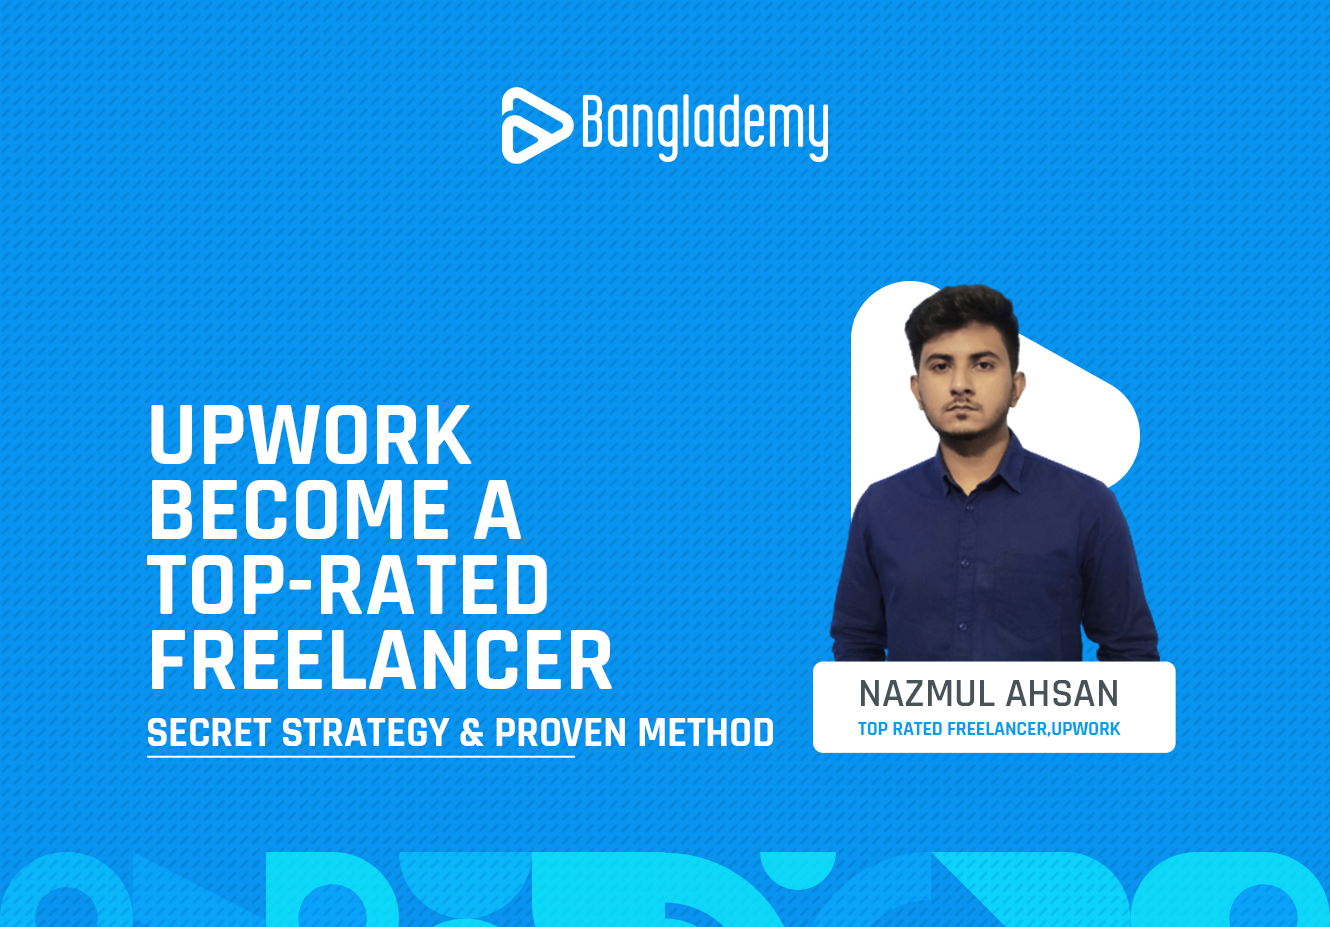 Banglademy
UPWORK
BECOME A
TOP-RATED
FREELANCER
SECRET STRATEGY & PROVEN METHOD
NAZMUL AHSAN
TOP RATED FREELANCER,UPWORK